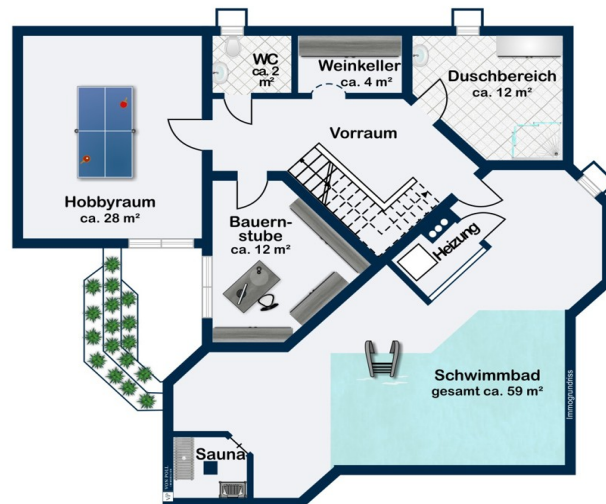 WC
ca. 2
m²
Weinkeller
ca. 4 m²
Duschbereich
ca. 12 m²
Vorraum
Hobbyraum
ca. 28 m²
Bauern-
stube
ca. 12 m²
Heizung
Schwimmbad
gesamt ca. 59 m²
Immogrundriss
Sauna